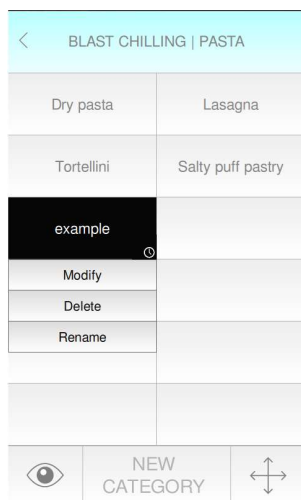 BLAST CHILLING | PASTA
Dry pasta
Lasagna
Tortellini
Salty puff pastry
example
Modify
Delete
Rename
NEW
CATEGORY